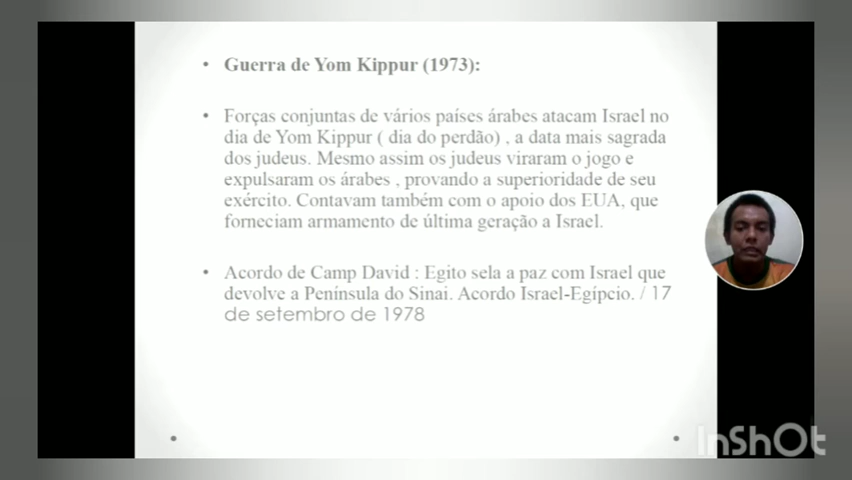 Guerra de Yom Kippur (1973):
Forças conjuntas de vários países árabes atacam Israel no
dia de Yom Kippur ( dia do perdão) , a data mais sagrada
dos judeus. Mesmo assim os judeus viraram o jogo e
expulsaram os árabes , provando a superioridade de seu
exército. Contavam também com o apoio dos EUA, que
forneciam armamento de última geração a Israel.
Acordo de Camp David : Egito sela a paz com Israel que
devolve a Península do Sinai. Acordo Israel-Egípcio. / 17
de setembro de 1978
InShOt